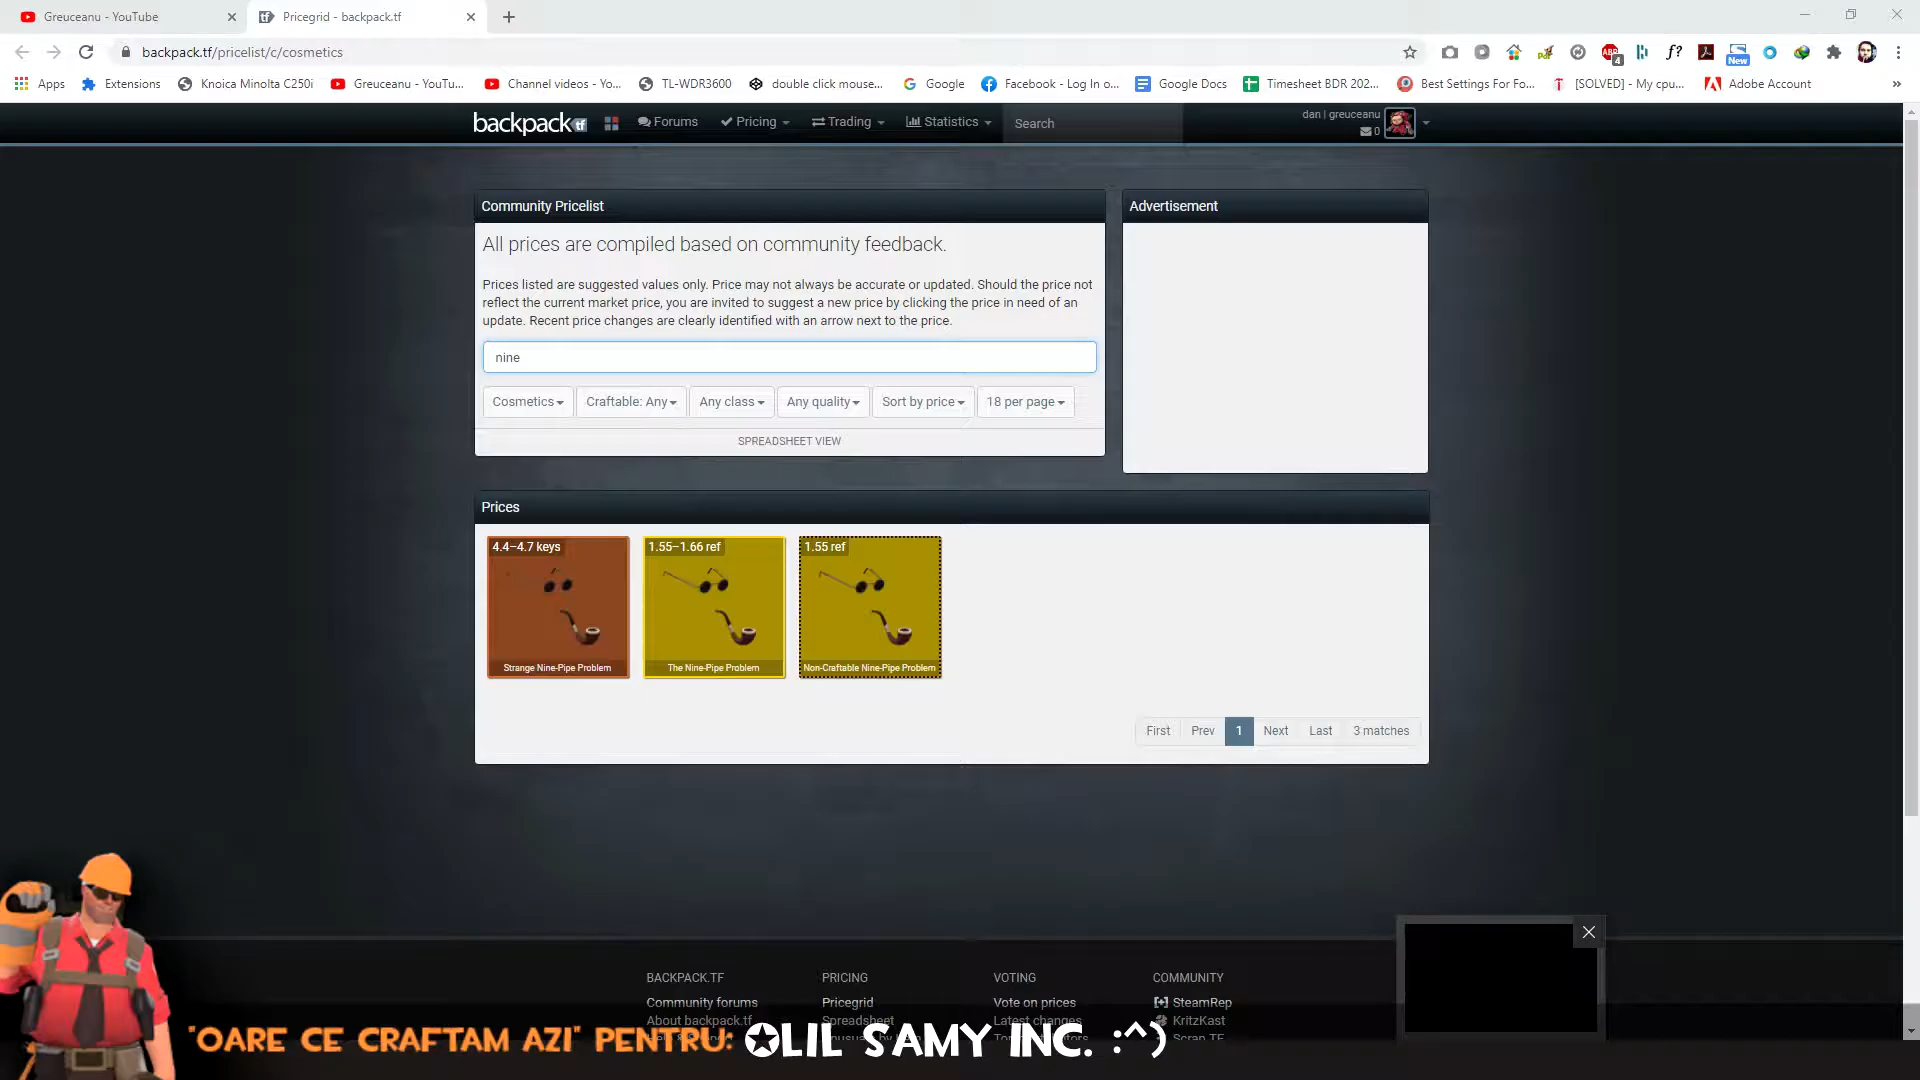 Greuceanu - YouTube
Pricegrid - backpack.tf
backpack.tf/pricelist/c/cosmetics
Apps
Extensions
Knoica Minolta C250i
Greuceanu - YouTu...
Channel videos - Yo...
TL-WDR3600
double click mouse...
Google
Facebook - Log In o...
Google Docs
Timesheet BDR 202...
Best Settings For Fo...
[SOLVED] - My cpu...
Adobe Account
backpack tf
Forums
Pricing
Trading
Statistics
Search
dan | greuceanu
0
Community Pricelist
All prices are compiled based on community feedback.
Prices listed are suggested values only. Price may not always be accurate or updated. Should the price not
reflect the current market price, you are invited to suggest a new price by clicking the price in need of an
update. Recent price changes are clearly identified with an arrow next to the price.
nine
Cosmetics
Craftable: Any
Any class
Any quality
Sort by price
18 per page
SPREADSHEET VIEW
Advertisement
Prices
4.4–4.7 keys
Strange Nine-Pipe Problem
1.55–1.66 ref
The Nine-Pipe Problem
1.55 ref
Non-Craftable Nine-Pipe Problem
First
Prev
1
Next
Last
3 matches
BACKPACK.TF
Community forums
About backpack.tf
PRICING
Pricegrid
Spreadsheet
VOTING
Vote on prices
Latest changes
COMMUNITY
SteamRep
KritzKast
Scrap.TF
"OARE CE CRAFTAM AZI" PENTRU: ✪LIL SAMY INC. :^)